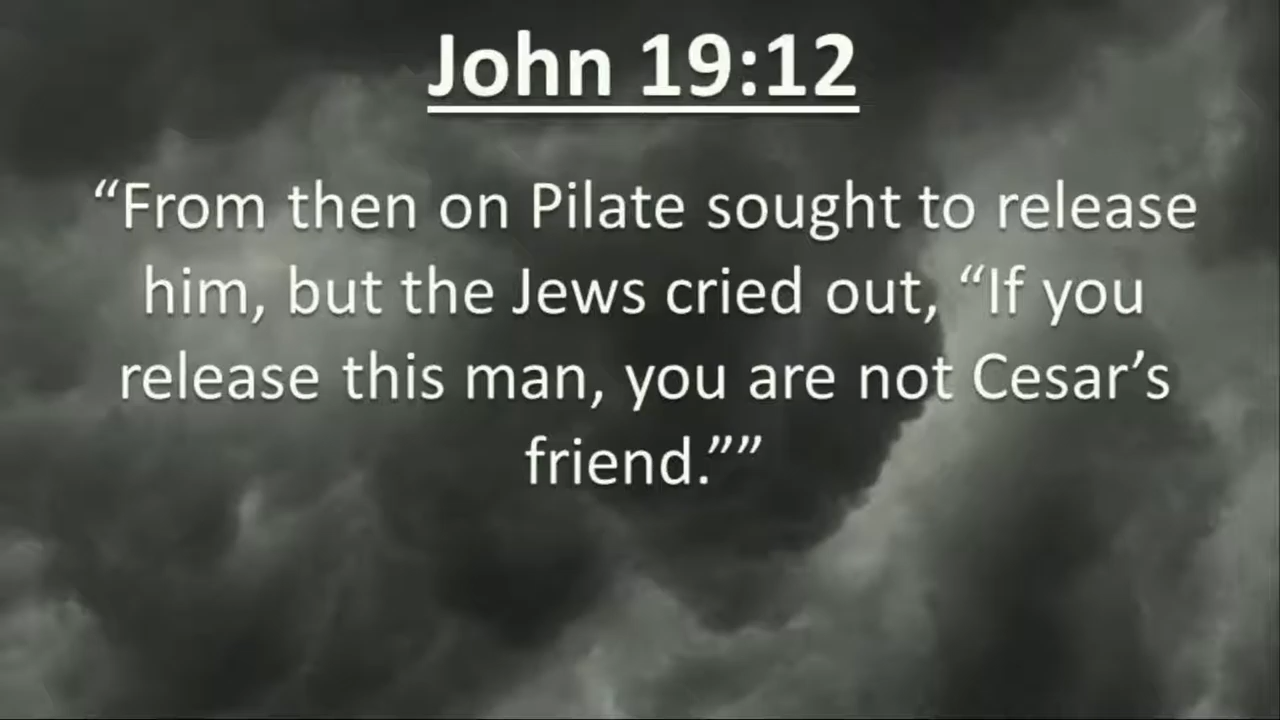 John 19:12
“From then on Pilate sought to release
him, but the Jews cried out, “If you
release this man, you are not Cesar’s
friend.””